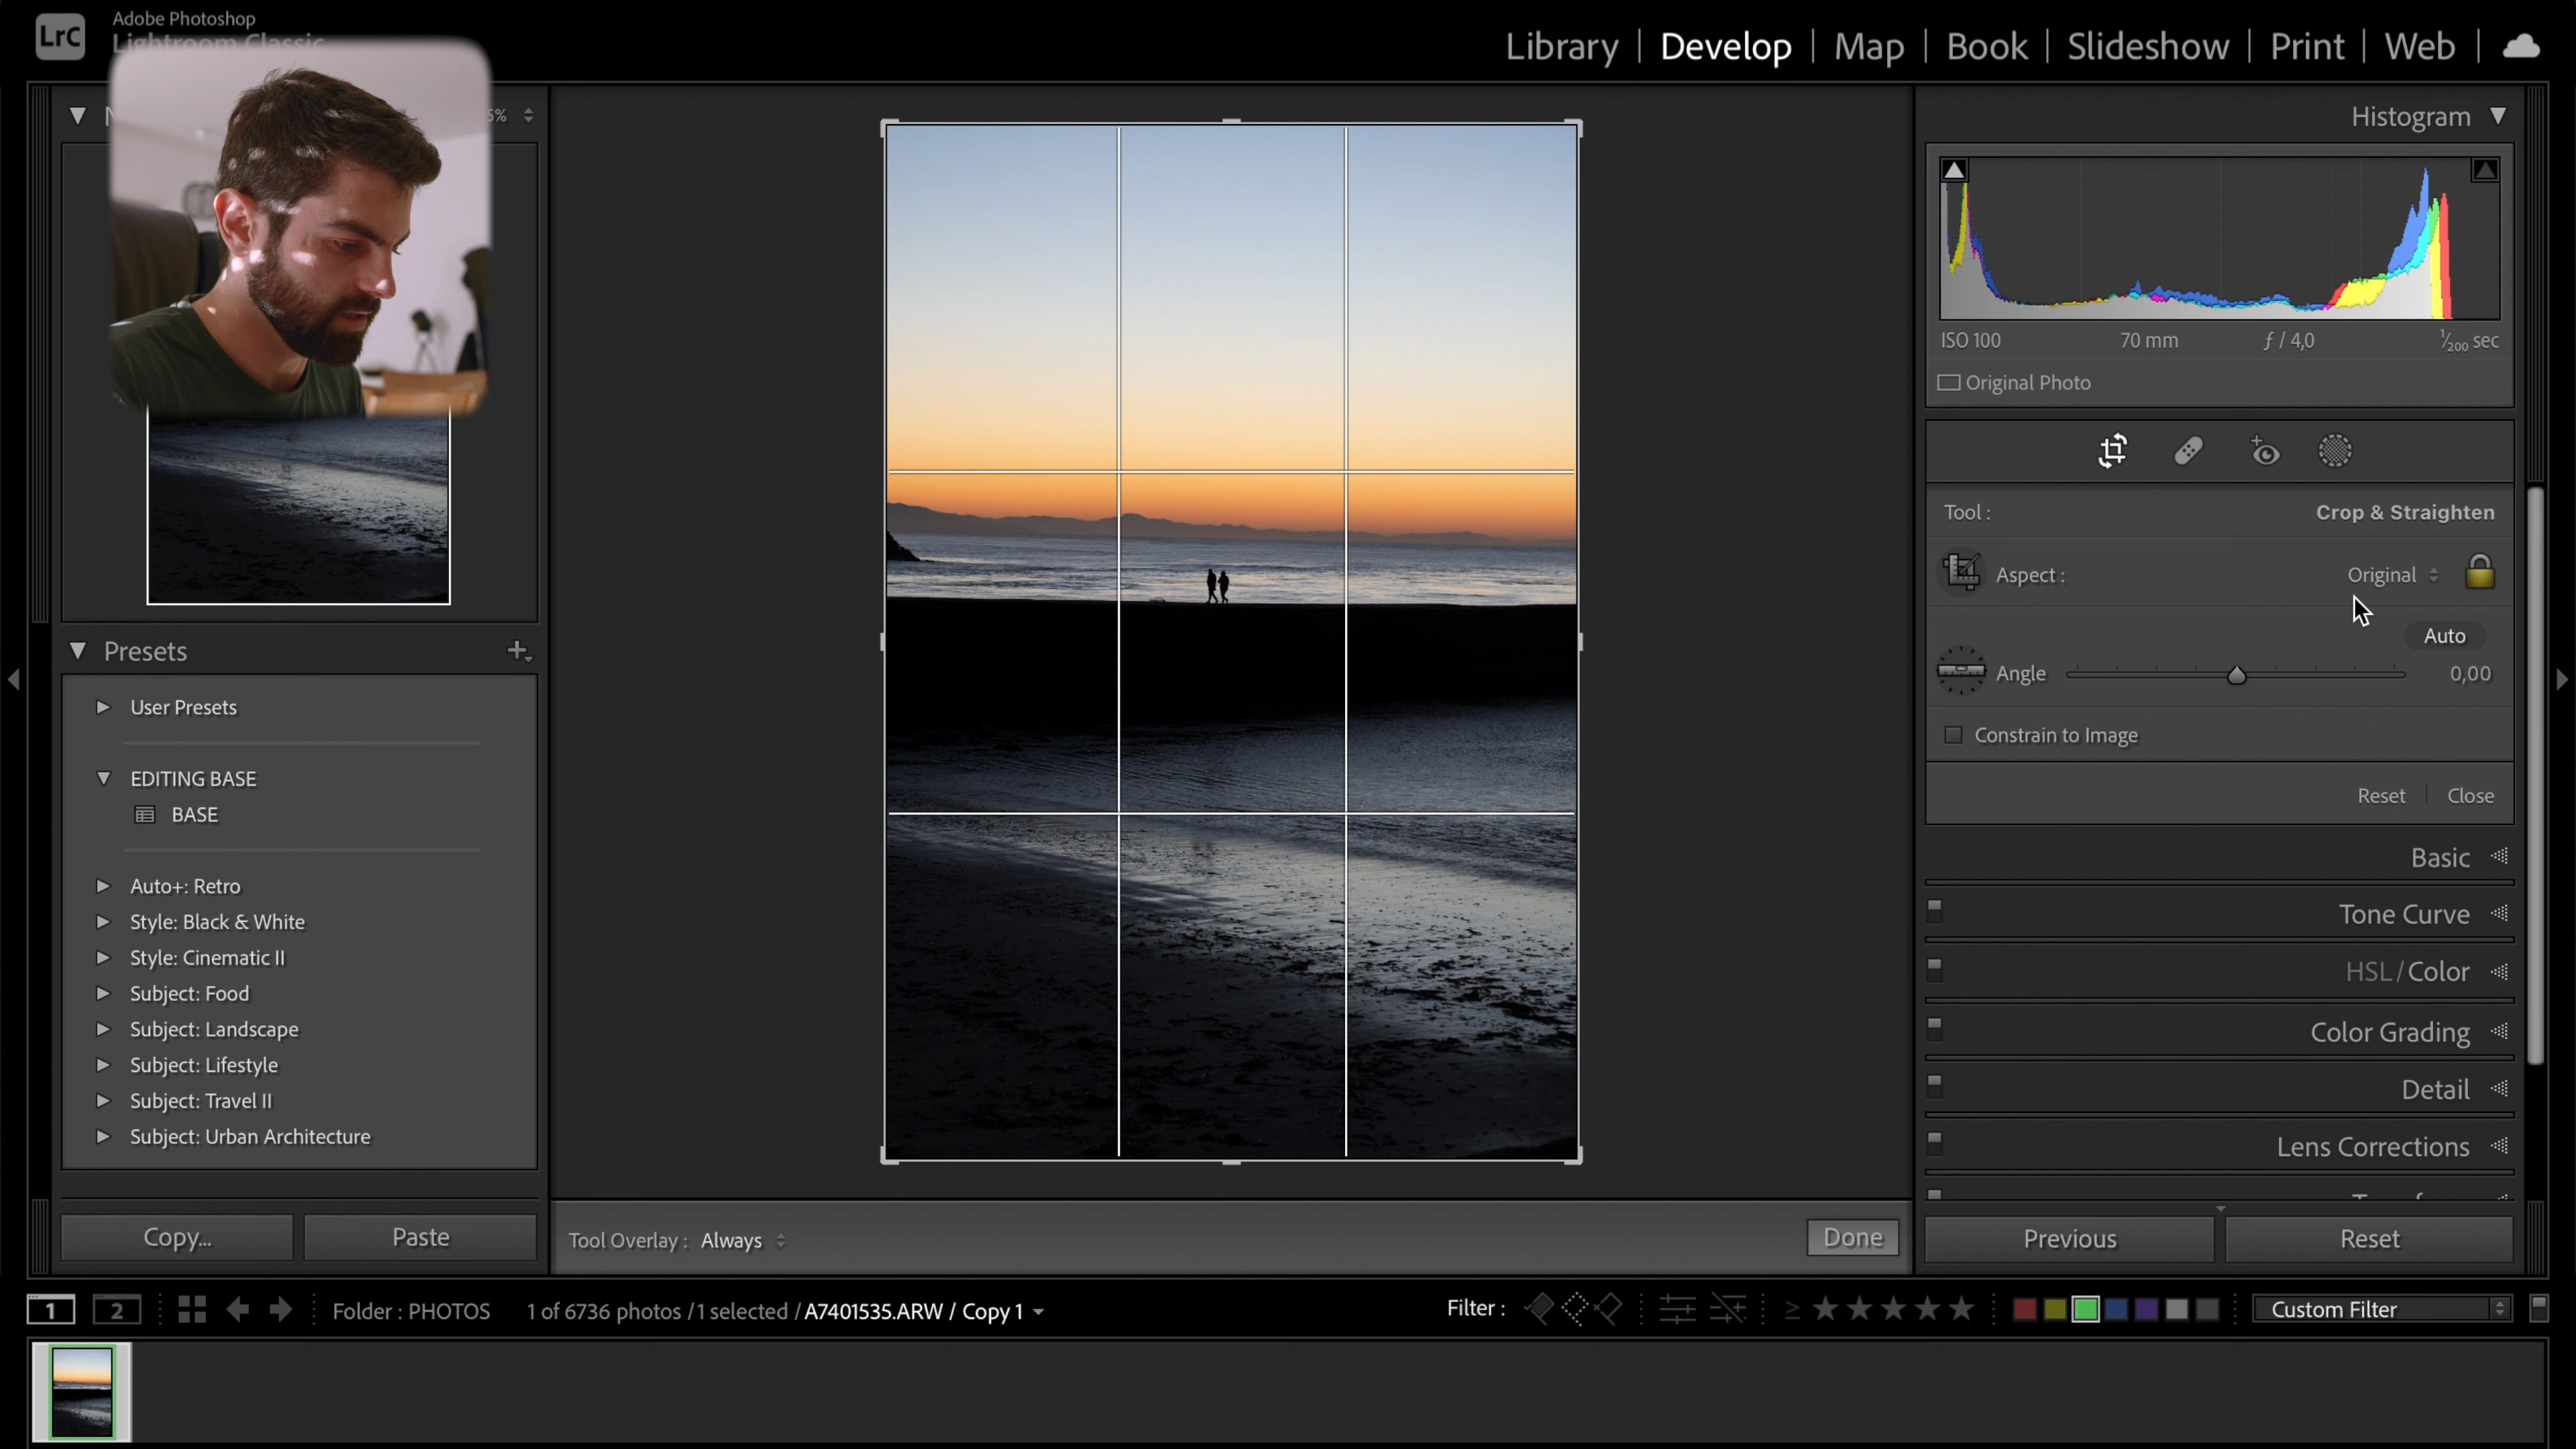 LrC
Adobe Photoshop
Lightroom Classic
Library | Develop | Map | Book | Slideshow | Print | Web
Histogram
ISO 100 70 mm ƒ / 4,0 1/200 sec
Original Photo
Tool : Crop & Straighten
Aspect : Original
Auto
Angle 0,00
Constrain to Image
Reset | Close
Basic
Tone Curve
HSL / Color
Color Grading
Detail
Lens Corrections
Previous Reset
Presets
User Presets
EDITING BASE
BASE
Auto+: Retro
Style: Black & White
Style: Cinematic II
Subject: Food
Subject: Landscape
Subject: Lifestyle
Subject: Travel II
Subject: Urban Architecture
Copy... Paste
Tool Overlay : Always Done
1 2 Folder : PHOTOS 1 of 6736 photos / 1 selected / A7401535.ARW / Copy 1 Filter : ≥ Custom Filter